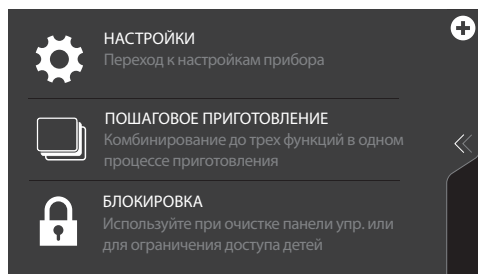 НАСТРОЙКИ
Переход к настройкам прибора
ПОШАГОВОЕ ПРИГОТОВЛЕНИЕ
Комбинирование до трех функций в одном
процессе приготовления
БЛОКИРОВКА
Используйте при очистке панели упр. или
для ограничения доступа детей